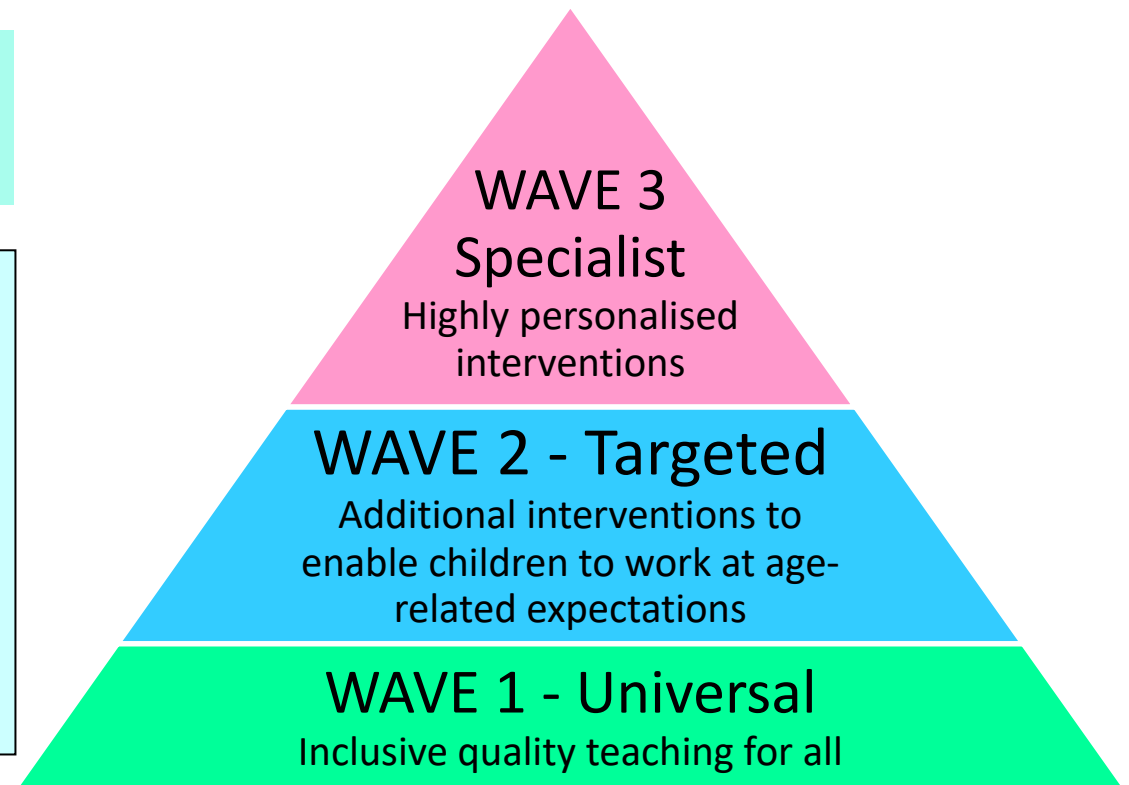 WAVE 3
Specialist
Highly personalised
interventions
WAVE 2 - Targeted
Additional interventions to
enable children to work at age-
related expectations
WAVE 1 - Universal
Inclusive quality teaching for all